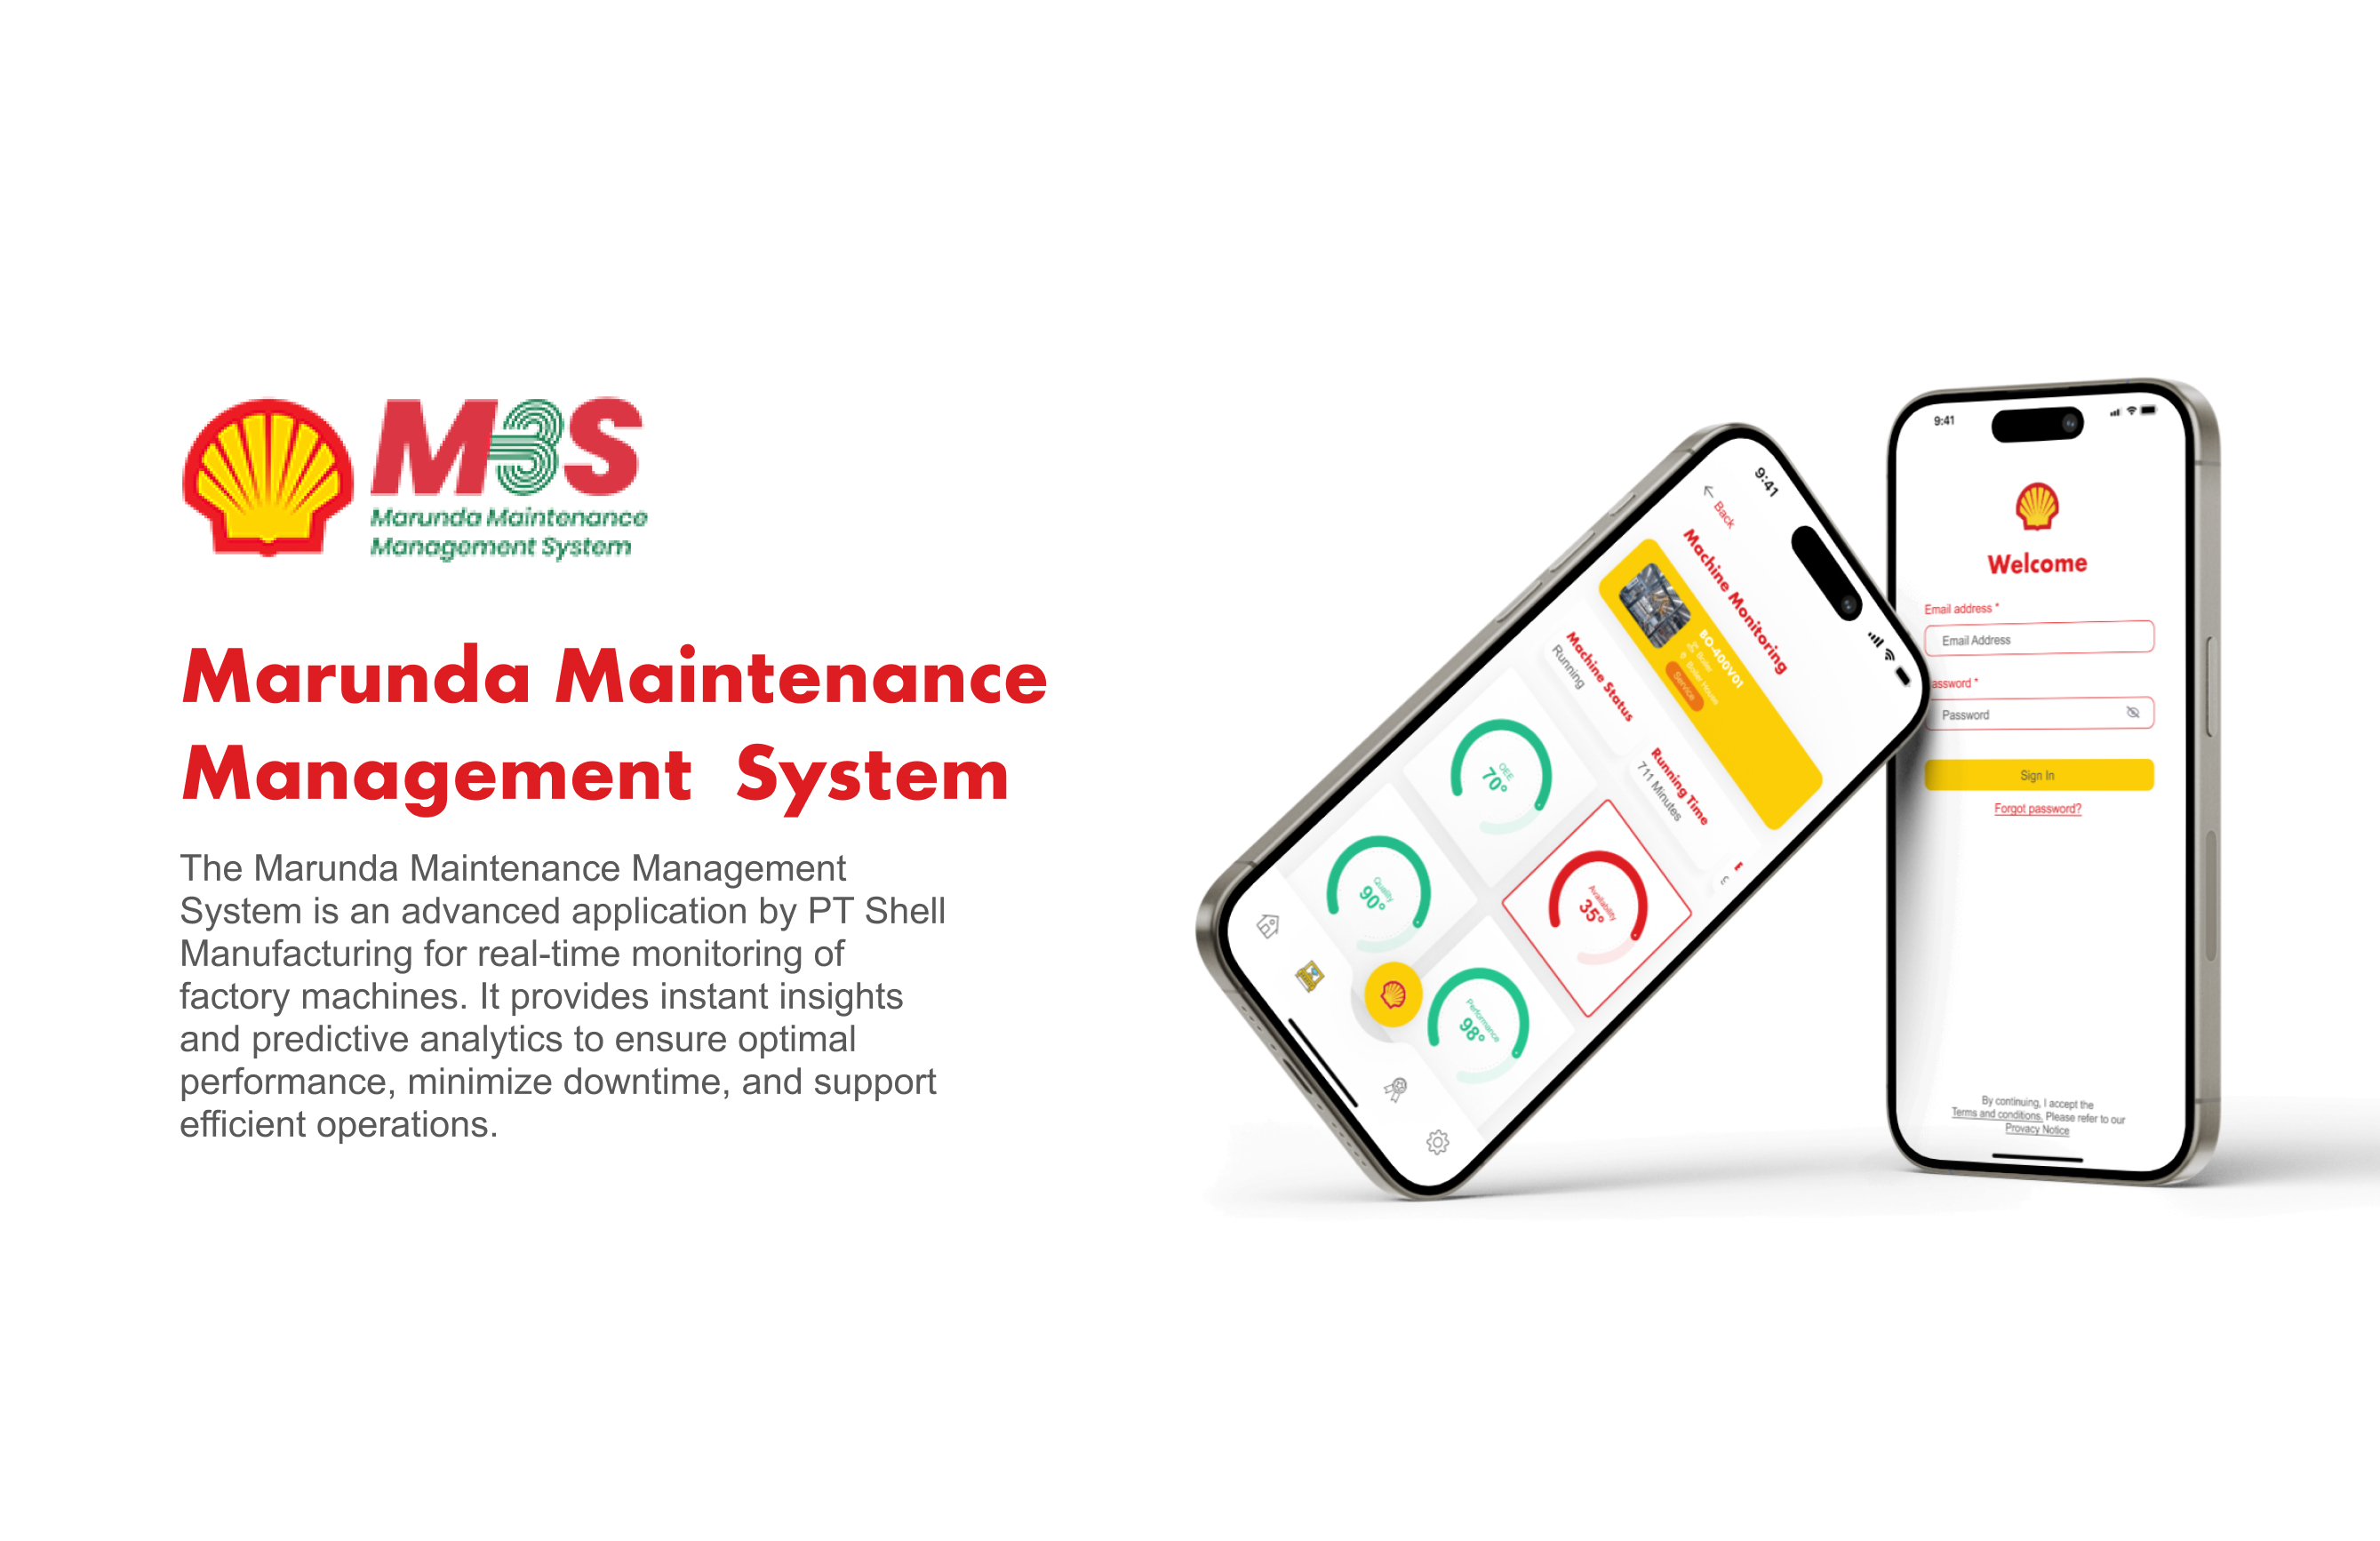 M3S
Marunda Maintenance
Management System
Marunda Maintenance
Management System
The Marunda Maintenance Management
System is an advanced application by PT Shell
Manufacturing for real-time monitoring of
factory machines. It provides instant insights
and predictive analytics to ensure optimal
performance, minimize downtime, and support
efficient operations.
9:41
Back
Machine Monitoring
BO-400V01
Boiler
Boiler House
Service
Machine Status
Running
Running Time
711 Minutes
OEE
70°
Availability
35°
Quality
90°
Performance
98°
9:41
Welcome
Email address *
Email Address
assword *
Password
Sign In
Forgot password?
By continuing, I accept the
Terms and conditions. Please refer to our
Provacy Notice